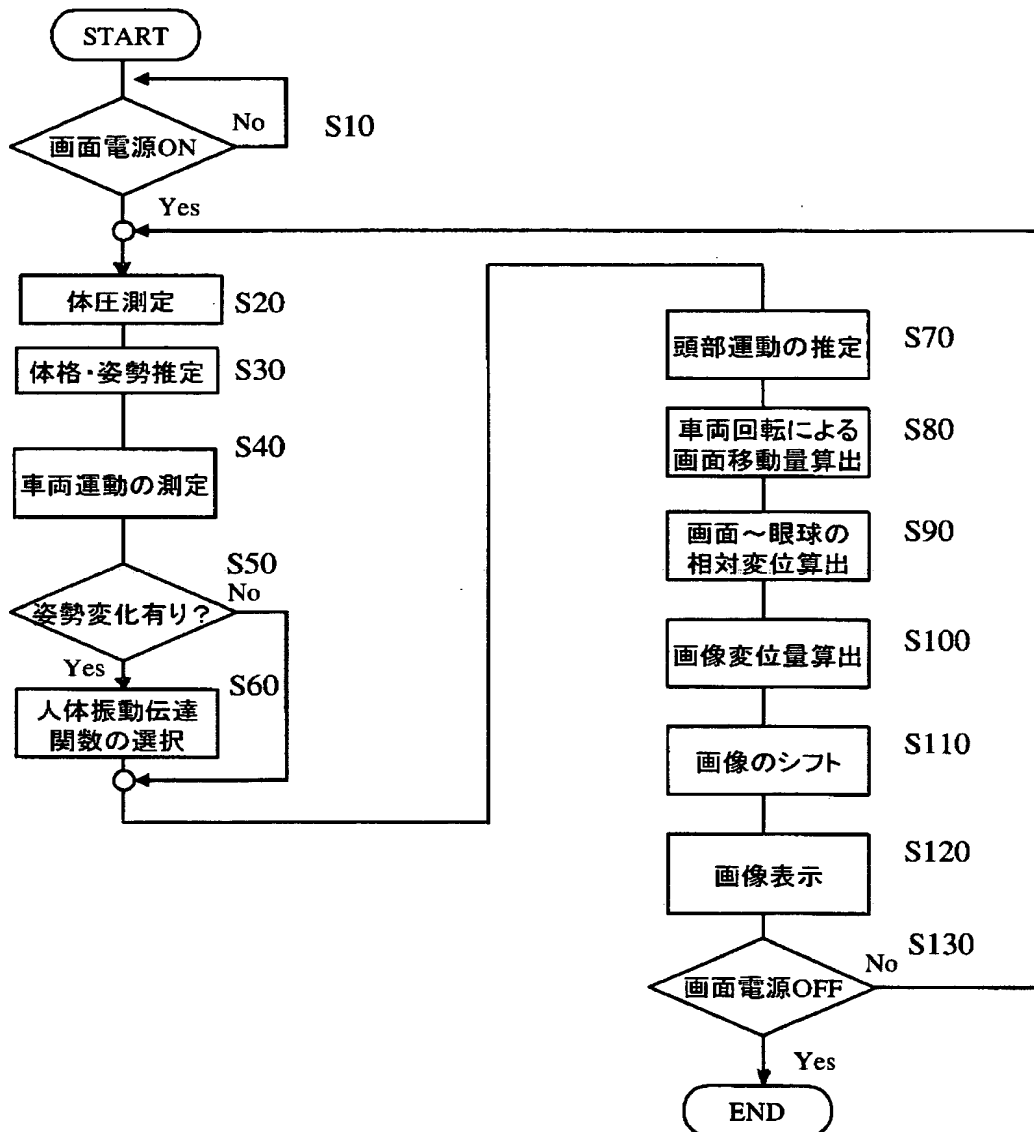 START
画面電源ON
No
S10
Yes
体圧測定
S20
体格・姿勢推定
S30
車両運動の測定
S40
姿勢変化有り?
S50
No
Yes
人体振動伝達
関数の選択
S60
頭部運動の推定
S70
車両回転による
画面移動量算出
S80
画面～眼球の
相対変位算出
S90
画像変位量算出
S100
画像のシフト
S110
画像表示
S120
画面電源OFF
S130
No
Yes
END